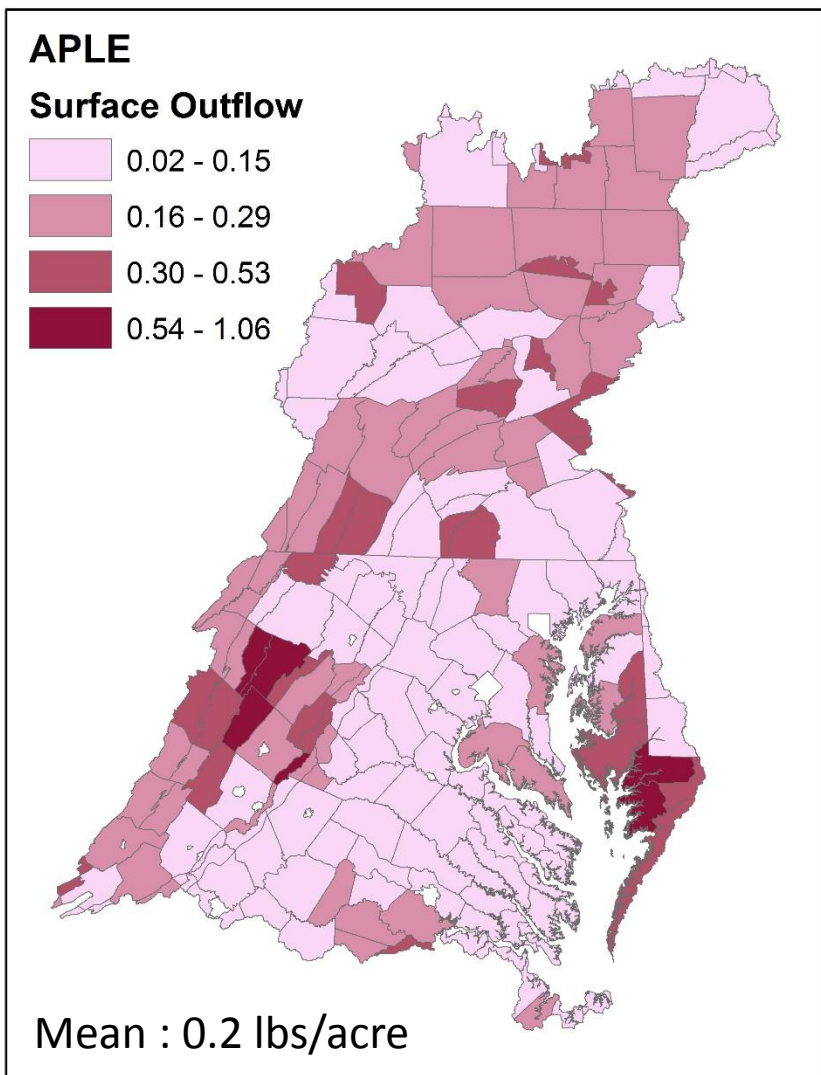 APLE
Surface Outflow
0.02 - 0.15
0.16 - 0.29
0.30 - 0.53
0.54 - 1.06
Mean : 0.2 lbs/acre